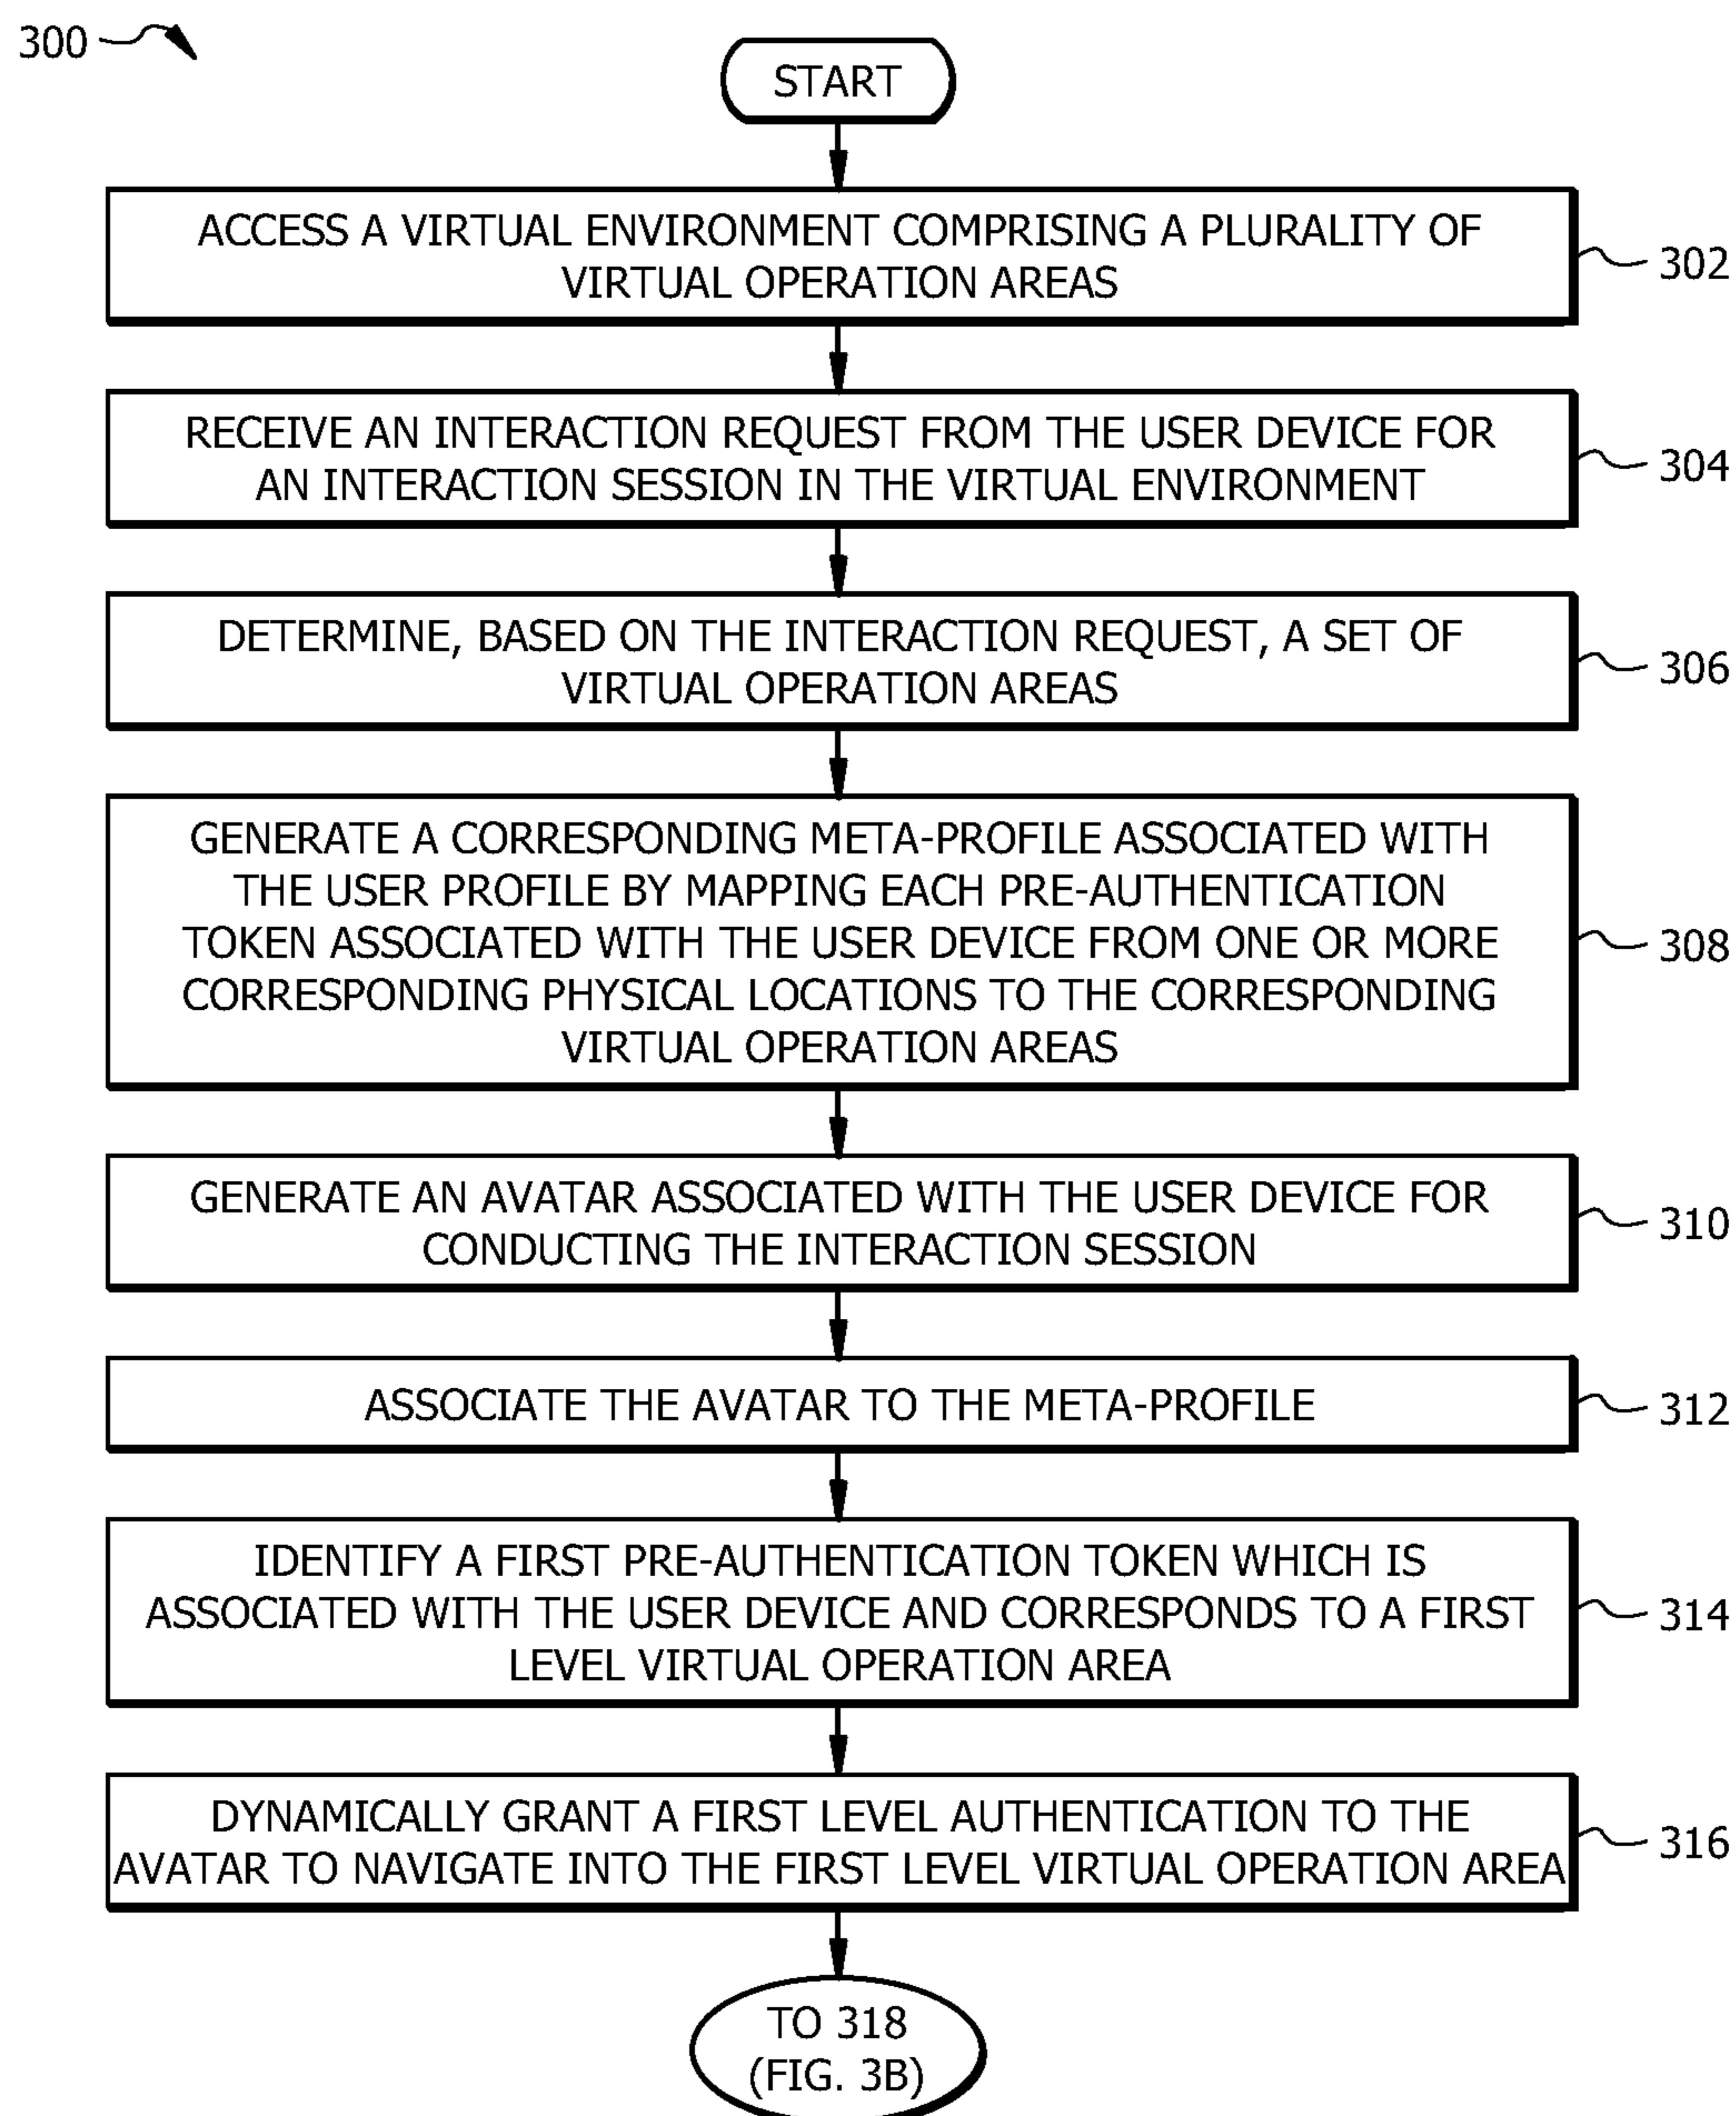 300
START
ACCESS A VIRTUAL ENVIRONMENT COMPRISING A PLURALITY OF
VIRTUAL OPERATION AREAS
302
RECEIVE AN INTERACTION REQUEST FROM THE USER DEVICE FOR
AN INTERACTION SESSION IN THE VIRTUAL ENVIRONMENT
304
DETERMINE, BASED ON THE INTERACTION REQUEST, A SET OF
VIRTUAL OPERATION AREAS
306
GENERATE A CORRESPONDING META-PROFILE ASSOCIATED WITH
THE USER PROFILE BY MAPPING EACH PRE-AUTHENTICATION
TOKEN ASSOCIATED WITH THE USER DEVICE FROM ONE OR MORE
CORRESPONDING PHYSICAL LOCATIONS TO THE CORRESPONDING
VIRTUAL OPERATION AREAS
308
GENERATE AN AVATAR ASSOCIATED WITH THE USER DEVICE FOR
CONDUCTING THE INTERACTION SESSION
310
ASSOCIATE THE AVATAR TO THE META-PROFILE
312
IDENTIFY A FIRST PRE-AUTHENTICATION TOKEN WHICH IS
ASSOCIATED WITH THE USER DEVICE AND CORRESPONDS TO A FIRST
LEVEL VIRTUAL OPERATION AREA
314
DYNAMICALLY GRANT A FIRST LEVEL AUTHENTICATION TO THE
AVATAR TO NAVIGATE INTO THE FIRST LEVEL VIRTUAL OPERATION AREA
316
TO 318
(FIG. 3B)